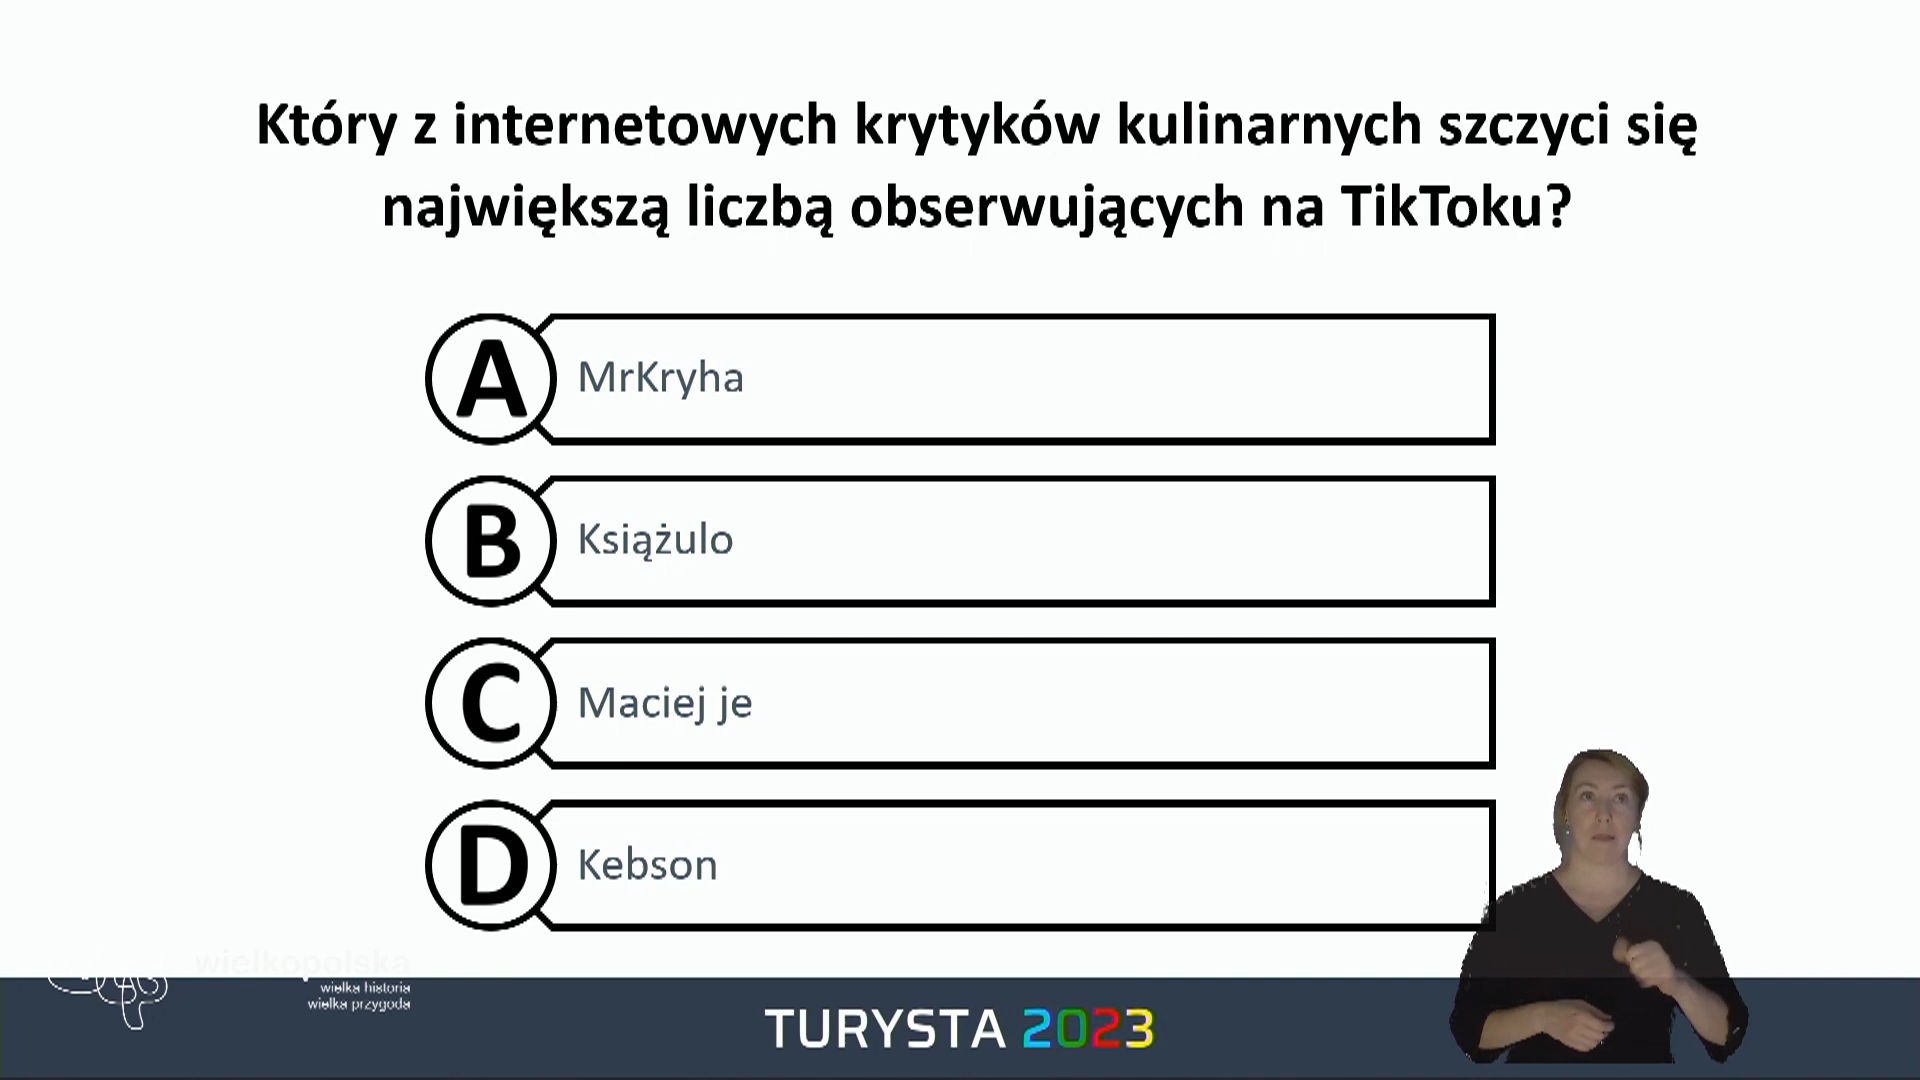 Który z internetowych krytyków kulinarnych szczyci się
największą liczbą obserwujących na TikToku?
A MrKryha
B Książulo
C Maciej je
D Kebson
wielkopolska
wielka historia
wielka przygoda
TURYSTA 2023